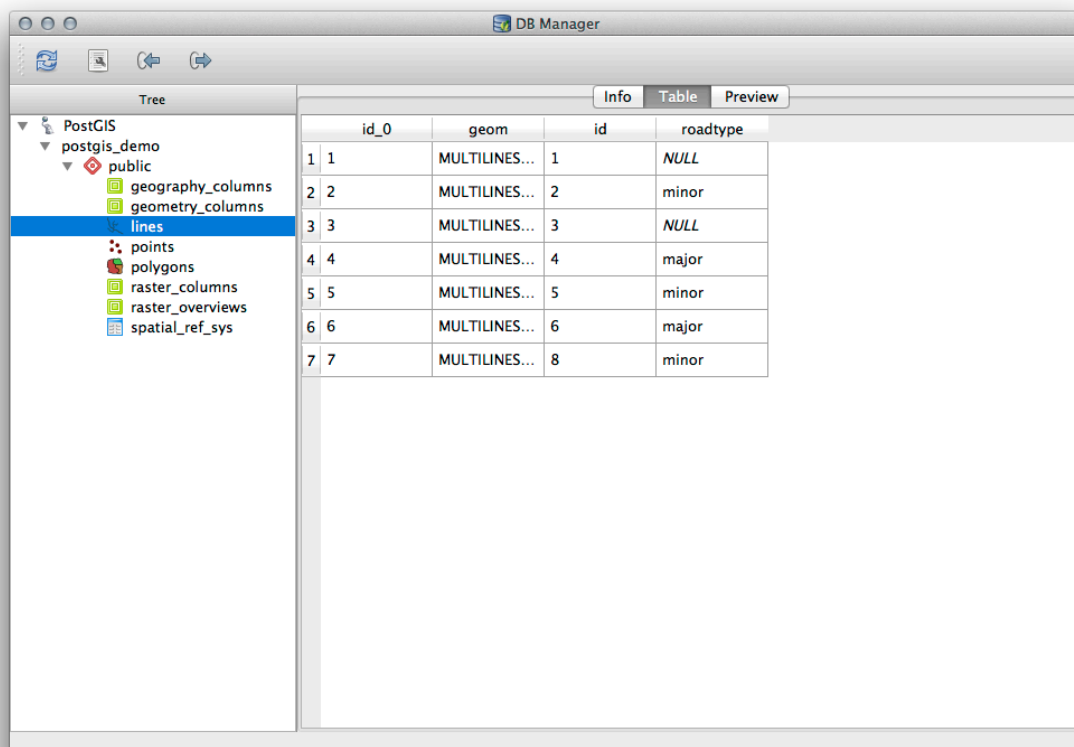 DB Manager
Tree
PostGIS
postgis_demo
public
geography_columns
geometry_columns
lines
points
polygons
raster_columns
raster_overviews
spatial_ref_sys
Info Table Preview
id_0 geom id roadtype
1 1 MULTILINES... 1 NULL
2 2 MULTILINES... 2 minor
3 3 MULTILINES... 3 NULL
4 4 MULTILINES... 4 major
5 5 MULTILINES... 5 minor
6 6 MULTILINES... 6 major
7 7 MULTILINES... 8 minor